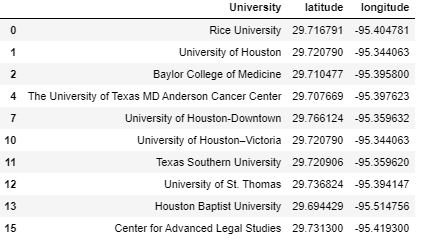 University latitude longitude
0 Rice University 29.716791 -95.404781
1 University of Houston 29.720790 -95.344063
2 Baylor College of Medicine 29.710477 -95.395800
4 The University of Texas MD Anderson Cancer Center 29.707669 -95.397623
7 University of Houston-Downtown 29.766124 -95.359632
10 University of Houston–Victoria 29.720790 -95.344063
11 Texas Southern University 29.720906 -95.359620
12 University of St. Thomas 29.736824 -95.394147
13 Houston Baptist University 29.694429 -95.514756
15 Center for Advanced Legal Studies 29.731300 -95.419300